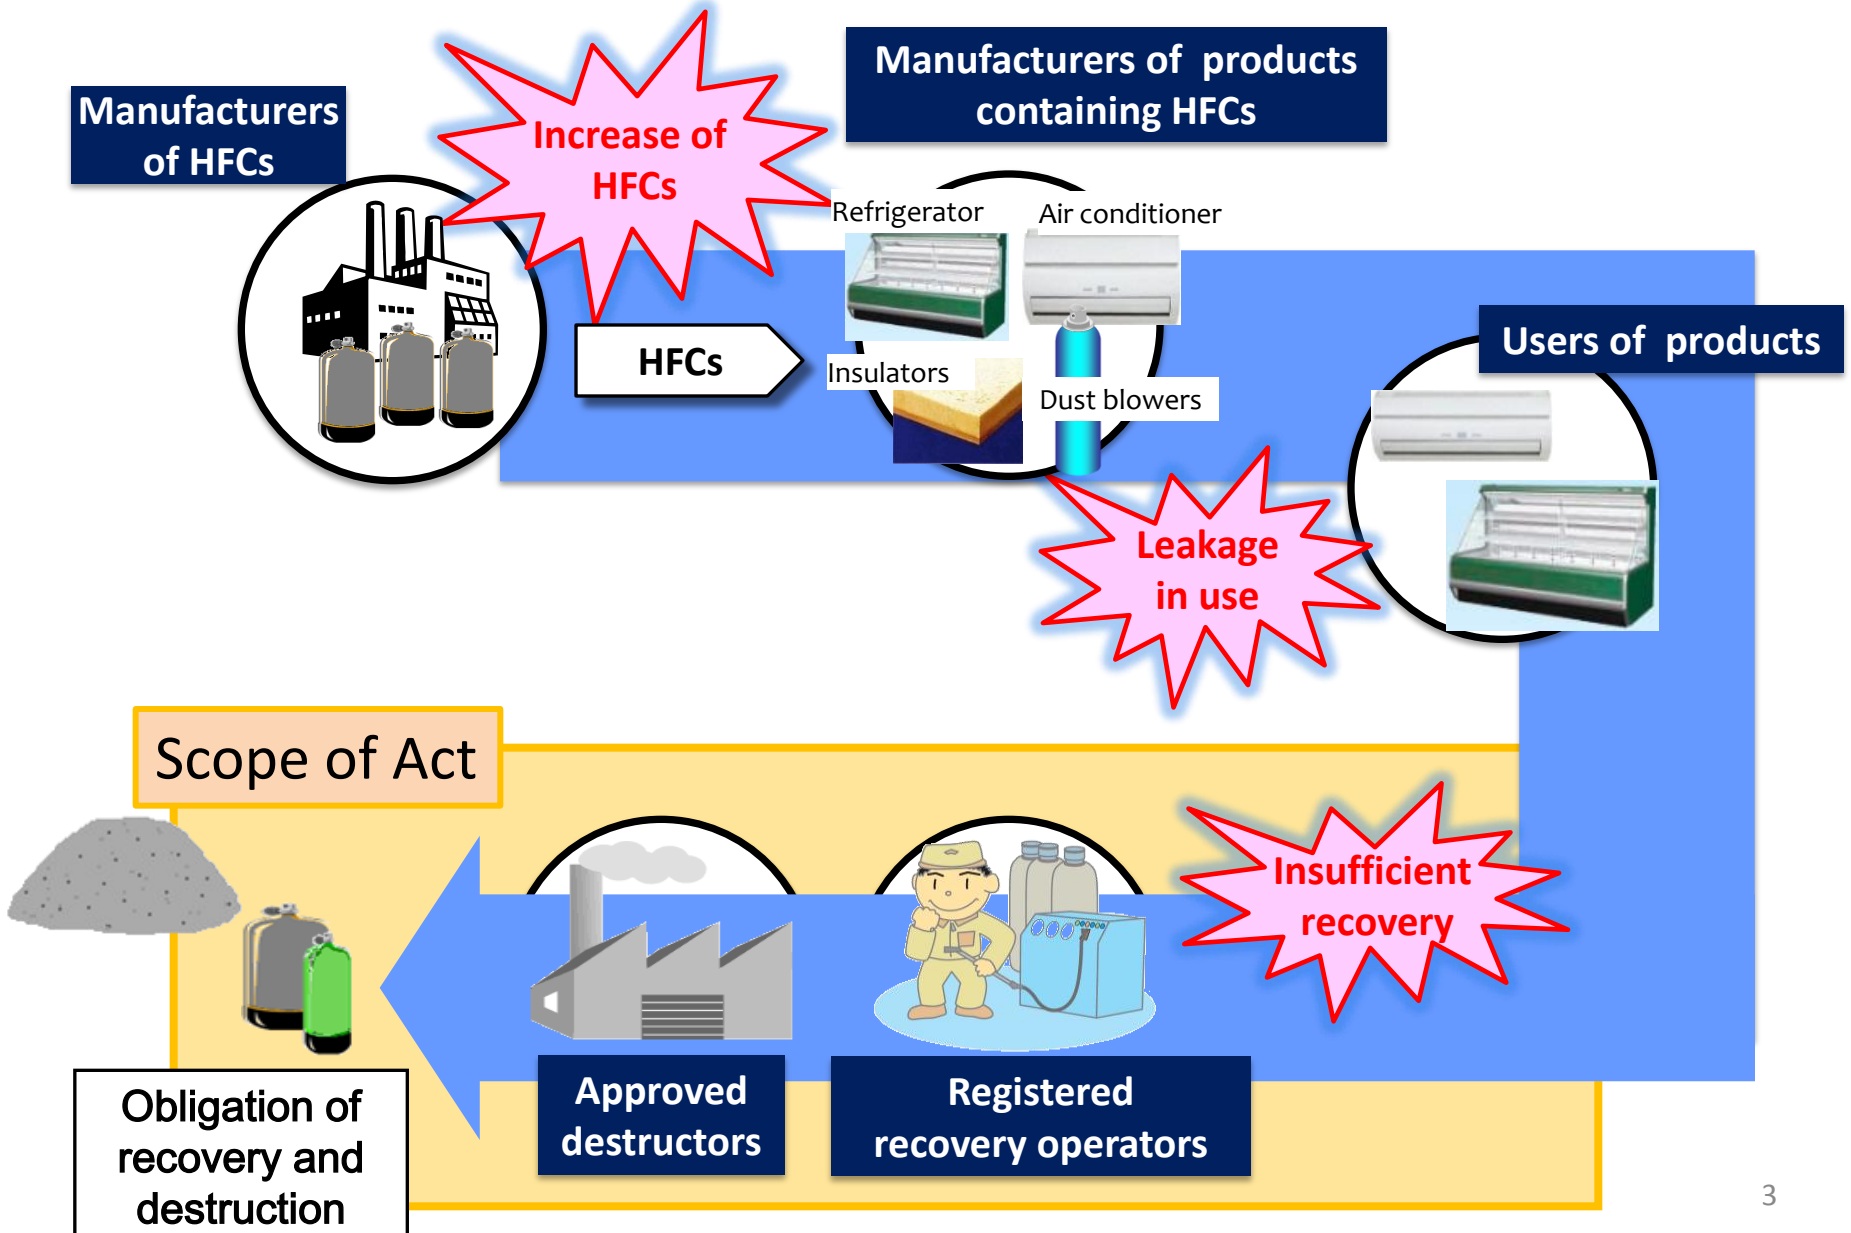 Manufacturers
of HFCs
Increase of
HFCs
Manufacturers of products
containing HFCs
Refrigerator
Air conditioner
HFCs
Insulators
Dust blowers
Users of products
Leakage
in use
Scope of Act
Insufficient
recovery
Approved
destructors
Registered
recovery operators
Obligation of
recovery and
destruction
3